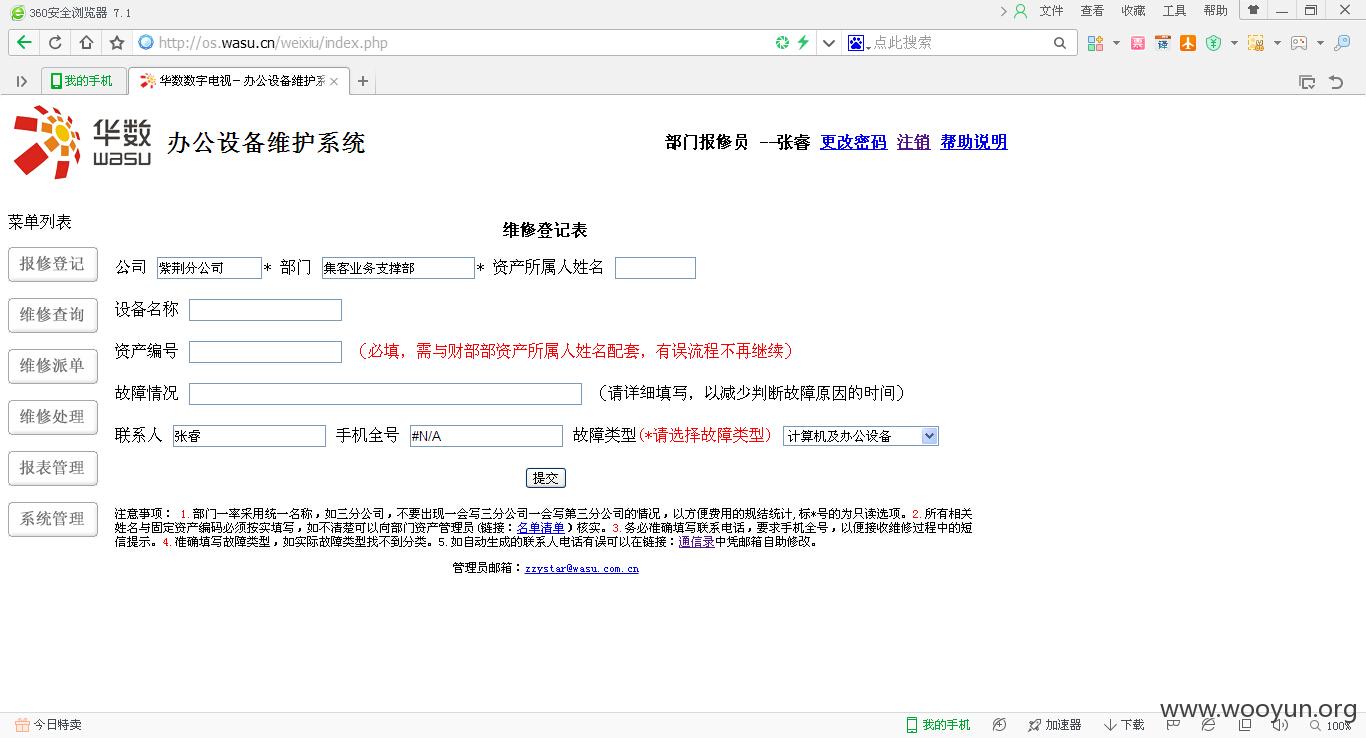 360安全浏览器 7.1 文件 查看 收藏 工具 帮助
http://os.wasu.cn/weixiu/index.php 点此搜索
我的手机 华数数字电视－办公设备维护系
华数 wasu 办公设备维护系统 部门报修员 --张睿 更改密码 注销 帮助说明
菜单列表
报修登记
维修查询
维修派单
维修处理
报表管理
系统管理
维修登记表
公司 紫荆分公司 * 部门 集客业务支撑部 * 资产所属人姓名
设备名称
资产编号 （必填，需与财部部资产所属人姓名配套，有误流程不再继续）
故障情况 （请详细填写，以减少判断故障原因的时间）
联系人 张睿 手机全号 #N/A 故障类型(*请选择故障类型) 计算机及办公设备
提交
注意事项： 1.部门一率采用统一名称，如三分公司，不要出现一会写三分公司一会写第三分公司的情况，以方便费用的规结统计,标*号的为只读选项。2.所有相关
姓名与固定资产编码必须按实填写，如不清楚可以向部门资产管理员(链接：名单清单)核实。3.务必准确填写联系电话，要求手机全号，以便接收维修过程中的短
信提示。4.准确填写故障类型，如实际故障类型找不到分类。5.如自动生成的联系人电话有误可以在链接：通信录中凭邮箱自助修改。
管理员邮箱：zzystar@wasu.com.cn
www.wooyun.org
今日特卖 我的手机 加速器 下载 100%